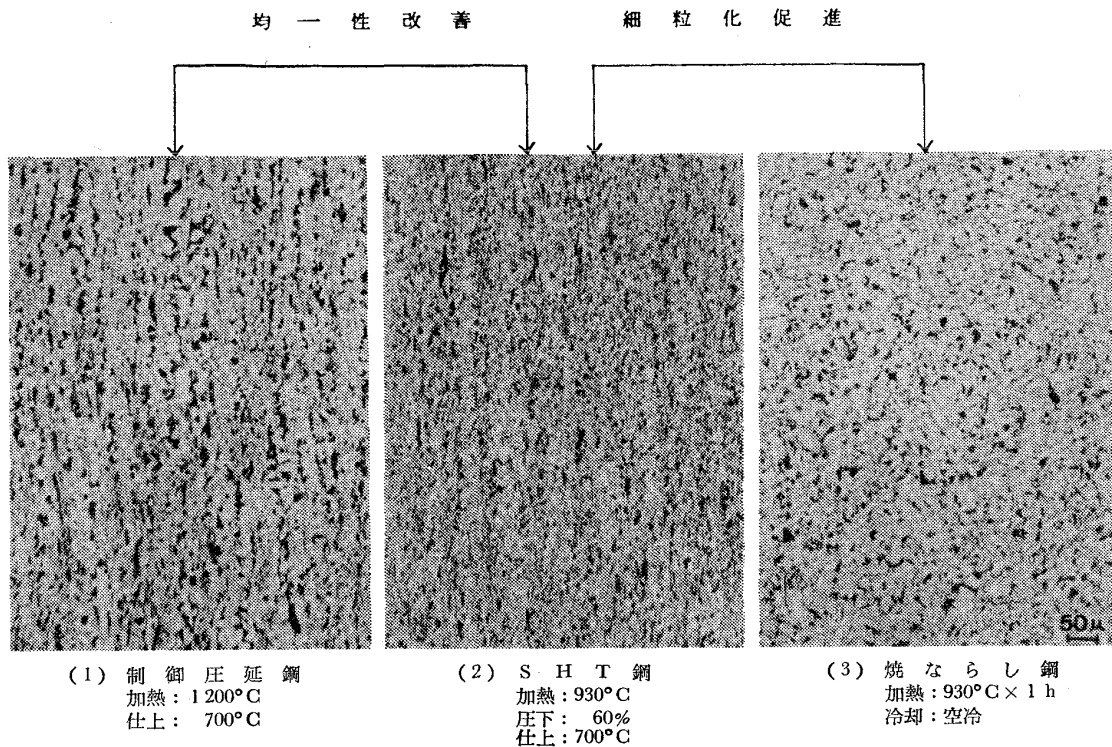 均一性改善 細粒化促進
50μ
(1) 制御圧延鋼
加熱:1200°C
仕上:700°C
(2) SHT鋼
加熱:930°C
圧下:60%
仕上:700°C
(3) 焼ならし鋼
加熱:930°C×1h
冷却:空冷